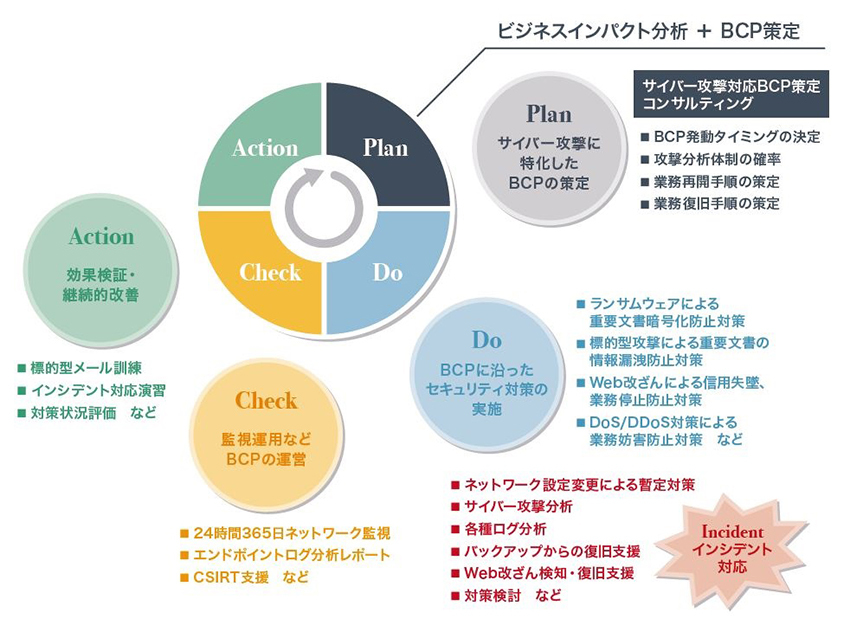 ビジネスインパクト分析 + BCP策定
Action
Plan
Check
Do
Plan
サイバー攻撃に
特化した
BCPの策定
サイバー攻撃対応BCP策定
コンサルティング
■ BCP発動タイミングの決定
■ 攻撃分析体制の確率
■ 業務再開手順の策定
■ 業務復旧手順の策定
Do
BCPに沿った
セキュリティ対策の
実施
■ ランサムウェアによる
重要文書暗号化防止対策
■ 標的型攻撃による重要文書の
情報漏洩防止対策
■ Web改ざんによる信用失墜、
業務停止防止対策
■ DoS/DDoS対策による
業務妨害防止対策 など
Check
監視運用など
BCPの運営
■ 24時間365日ネットワーク監視
■ エンドポイントログ分析レポート
■ CSIRT支援 など
Action
効果検証・
継続的改善
■ 標的型メール訓練
■ インシデント対応演習
■ 対策状況評価 など
Incident
インシデント
対応
■ ネットワーク設定変更による暫定対策
■ サイバー攻撃分析
■ 各種ログ分析
■ バックアップからの復旧支援
■ Web改ざん検知・復旧支援
■ 対策検討 など